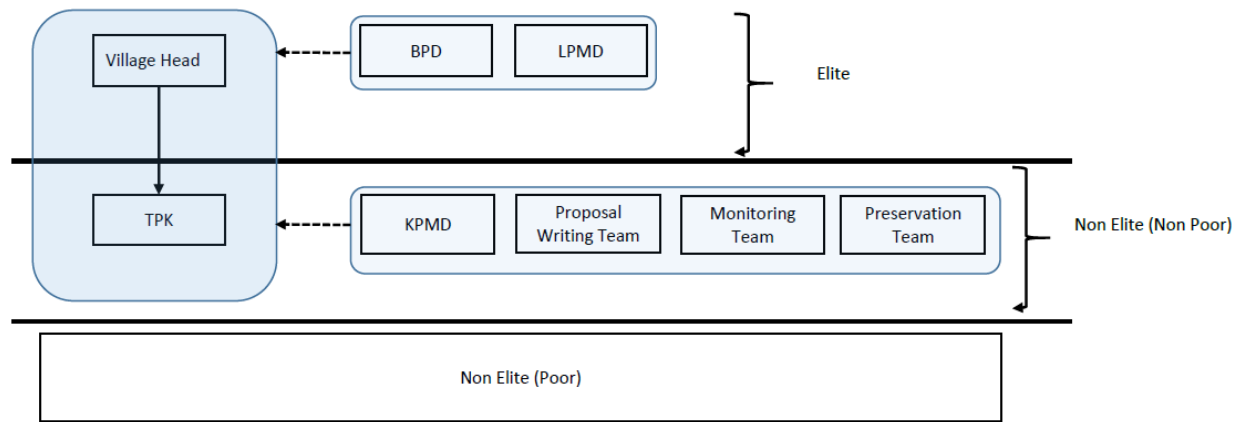 Village Head
BPD
LPMD
Elite
TPK
KPMD
Proposal
Writing Team
Monitoring
Team
Preservation
Team
Non Elite (Non Poor)
Non Elite (Poor)